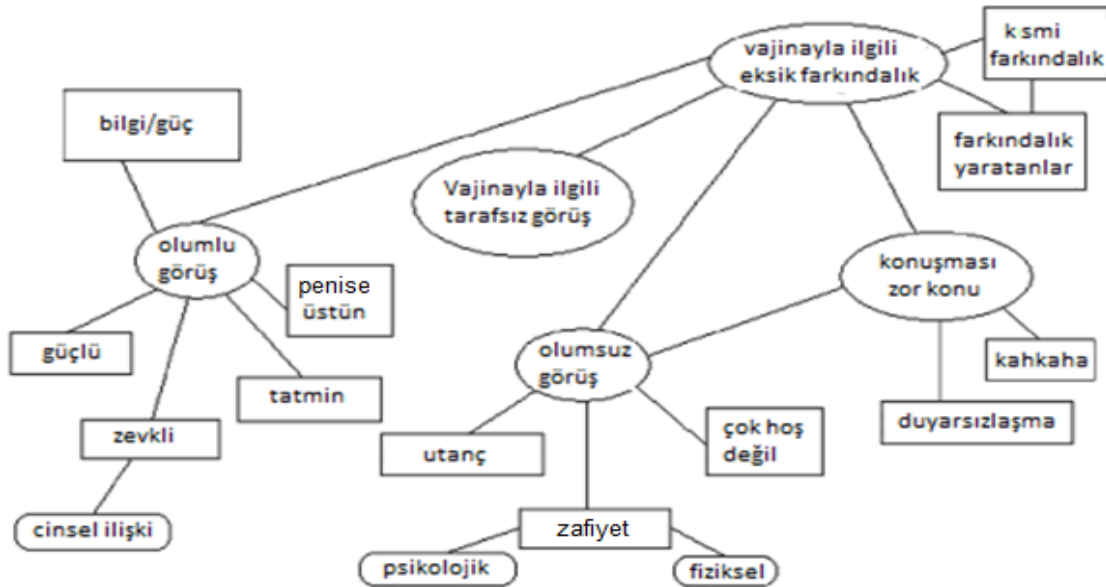 vajinayla ilgili
eksik farkındalık
kısmi
farkındalık
farkındalık
yaratanlar
bilgi/güç
Vajinayla ilgili
tarafsız görüş
olumlu
görüş
penise
üstün
güçlü
tatmin
zevkli
cinsel ilişki
konuşması
zor konu
kahkaha
duyarsızlaşma
olumsuz
görüş
utanç
çok hoş
değil
zafiyet
psikolojik
fiziksel